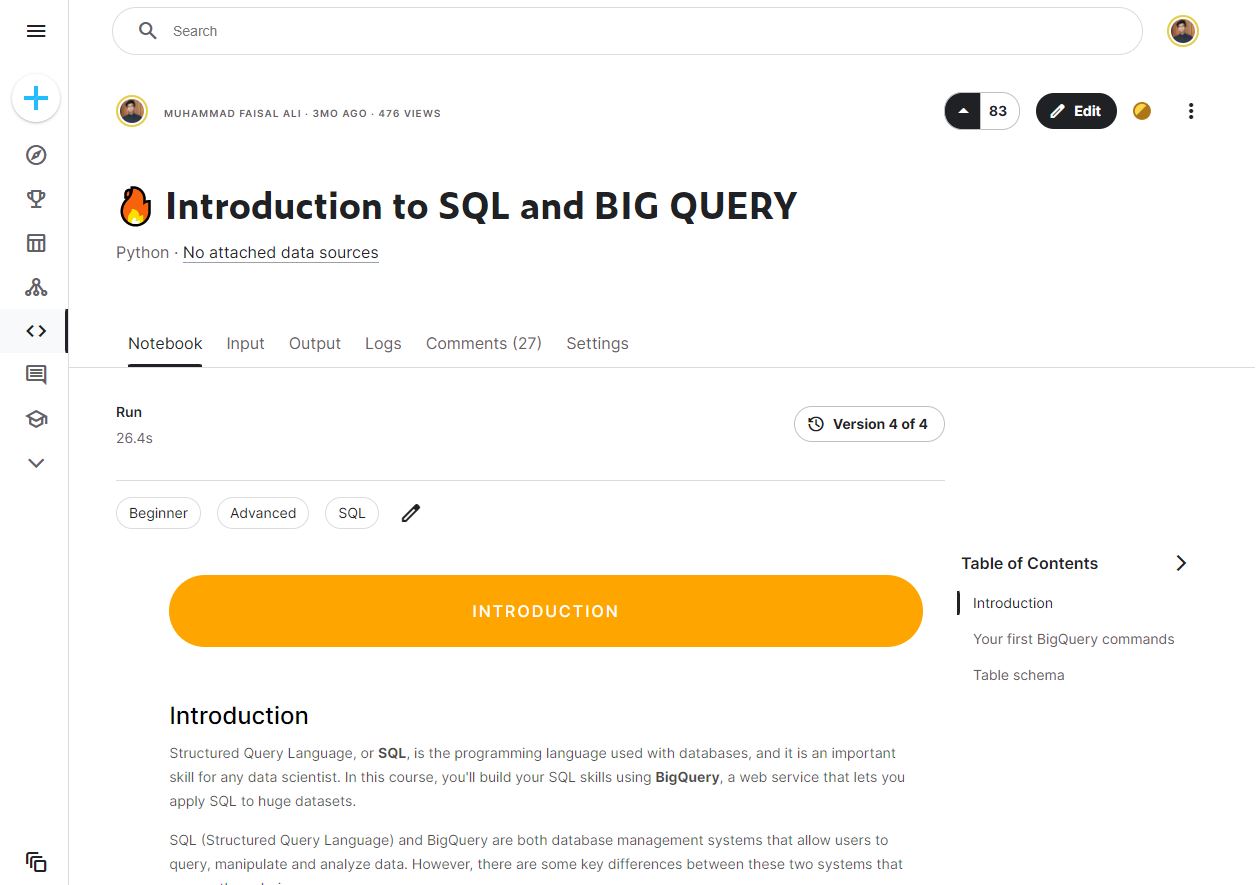 Search
MUHAMMAD FAISAL ALI · 3MO AGO · 476 VIEWS
83
Edit
🔥 Introduction to SQL and BIG QUERY
Python · No attached data sources
Notebook Input Output Logs Comments (27) Settings
Run
26.4s
Version 4 of 4
Beginner Advanced SQL
INTRODUCTION
Table of Contents
Introduction
Your first BigQuery commands
Table schema
Introduction
Structured Query Language, or SQL, is the programming language used with databases, and it is an important
skill for any data scientist. In this course, you'll build your SQL skills using BigQuery, a web service that lets you
apply SQL to huge datasets.
SQL (Structured Query Language) and BigQuery are both database management systems that allow users to
query, manipulate and analyze data. However, there are some key differences between these two systems that